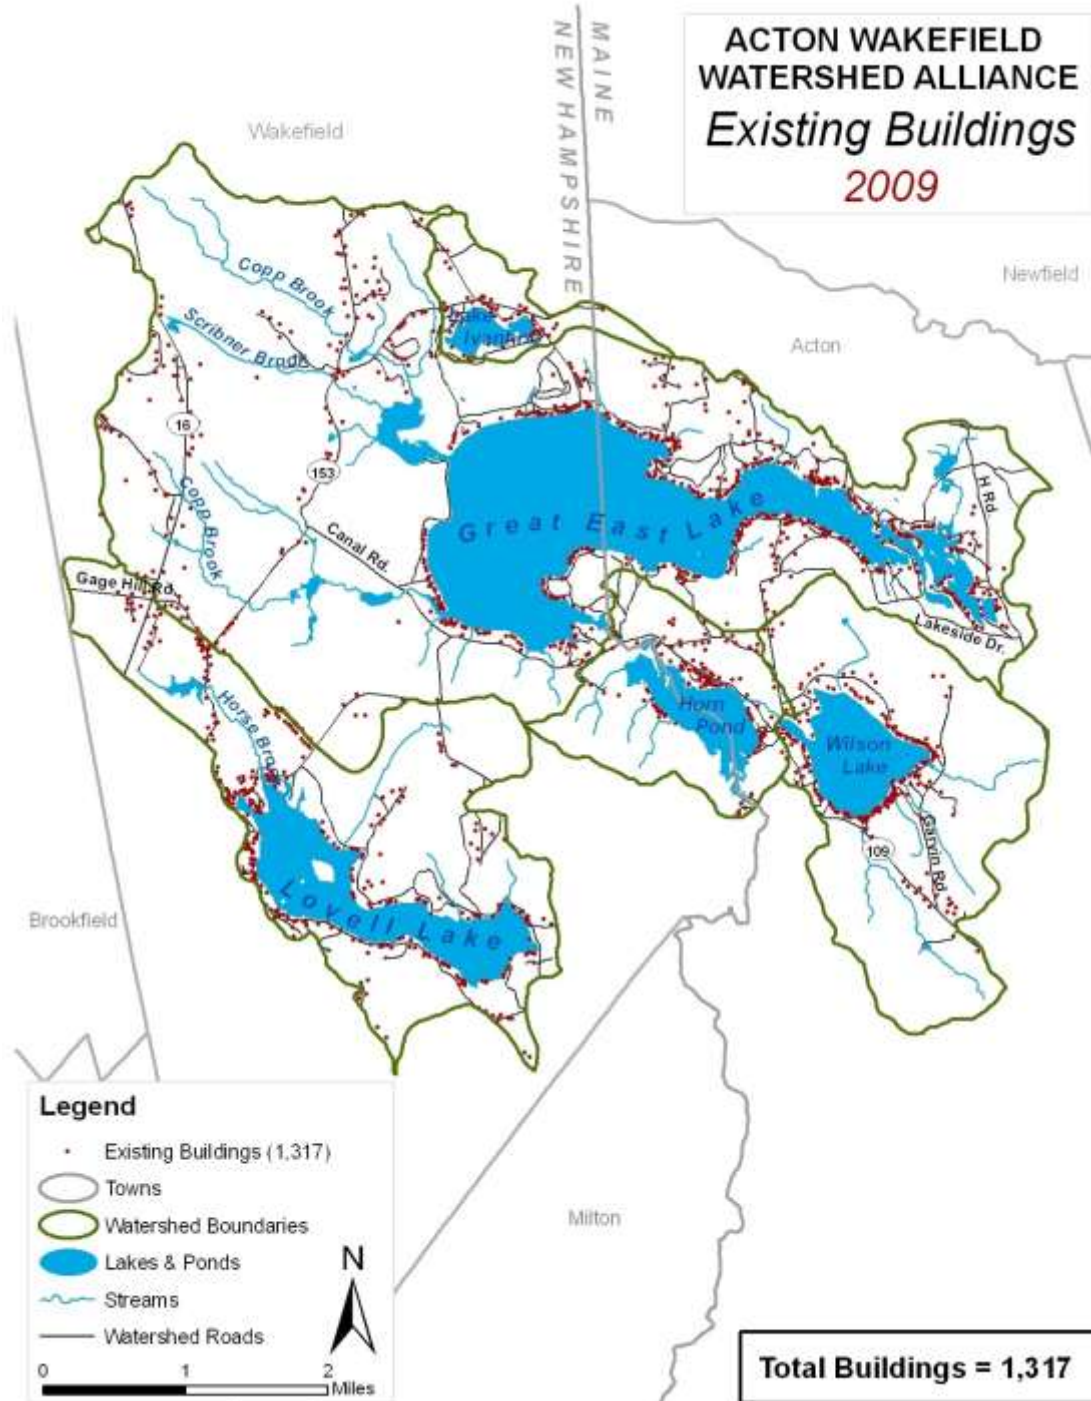 ACTON WAKEFIELD
WATERSHED ALLIANCE
Existing Buildings
2009
MAINE
NEW HAMPSHIRE
Wakefield
Newfield
Acton
Copp Brook
Scribner Brook
Lake
Ivanhoe
16
153
Copp Brook
Canal Rd.
Great East Lake
H Rd
Gage Hill Rd.
Lakeside Dr.
Horse Brook
Horn
Pond
Wilson
Lake
109
Garvin Rd
Lovell Lake
Brookfield
Milton
Legend
Existing Buildings (1,317)
Towns
Watershed Boundaries
Lakes & Ponds
Streams
Watershed Roads
N
0 1 2
Miles
Total Buildings = 1,317